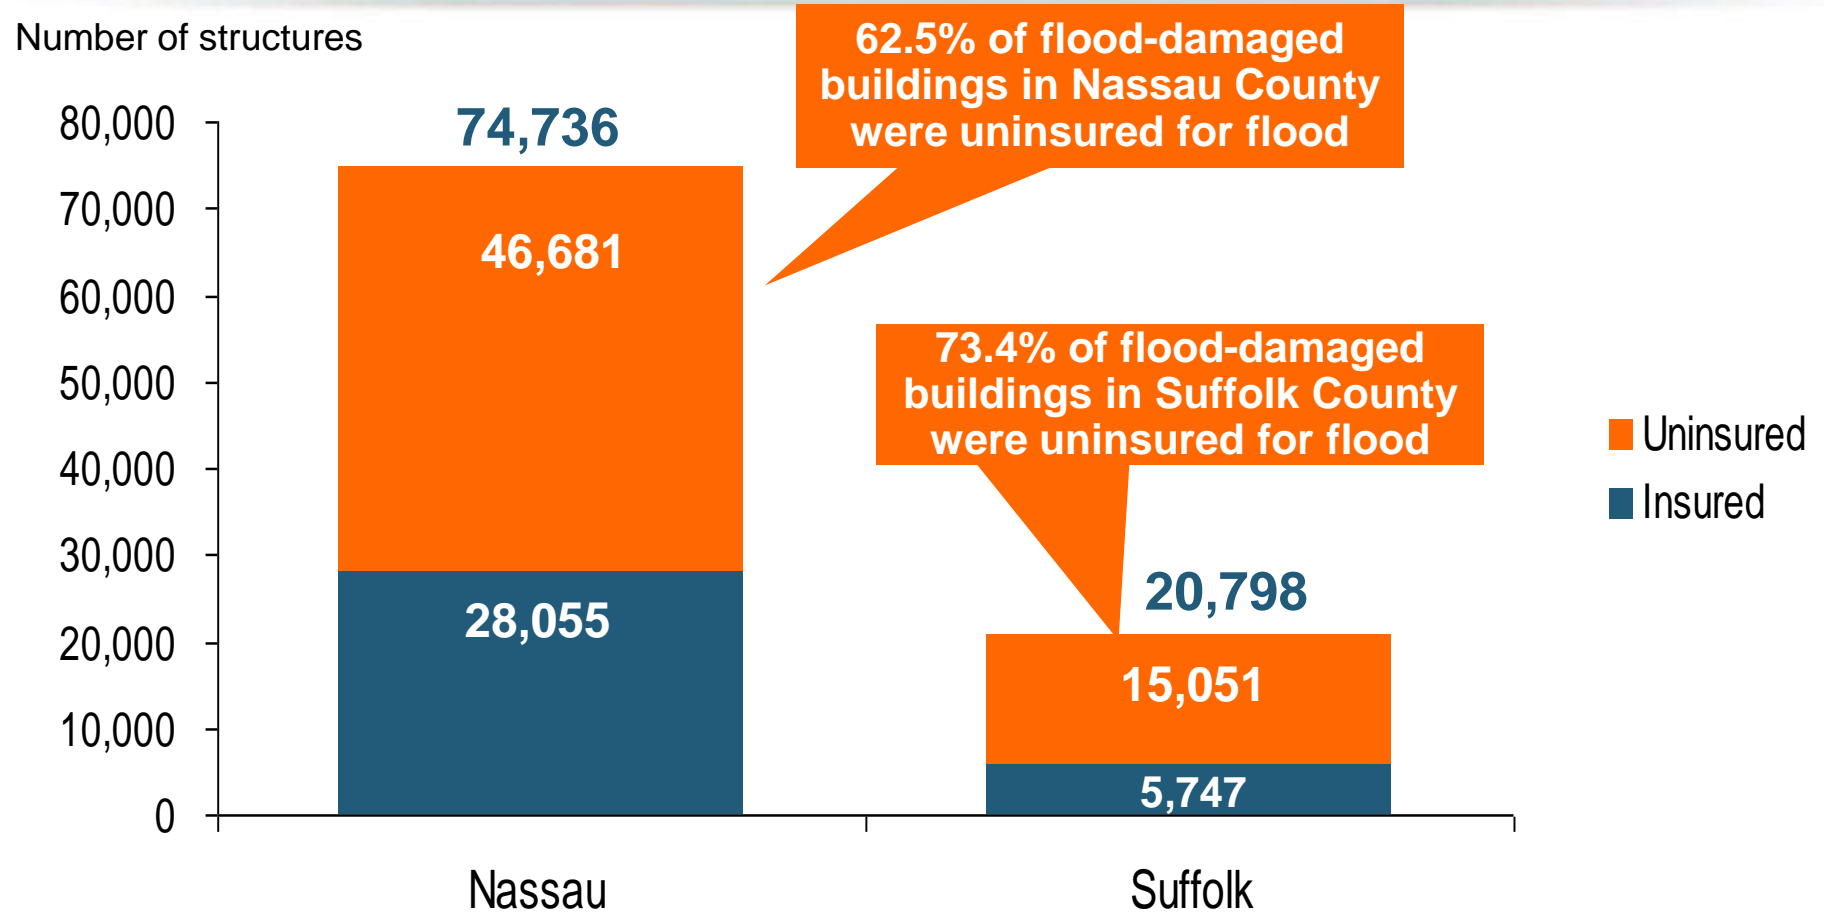 Number of structures
62.5% of flood-damaged
buildings in Nassau County
were uninsured for flood
80,000
74,736
70,000
46,681
60,000
73.4% of flood-damaged
buildings in Suffolk County
were uninsured for flood
50,000
Uninsured
40,000
Insured
30,000
28,055
20,798
20,000
15,051
10,000
5,747
0
Nassau
Suffolk